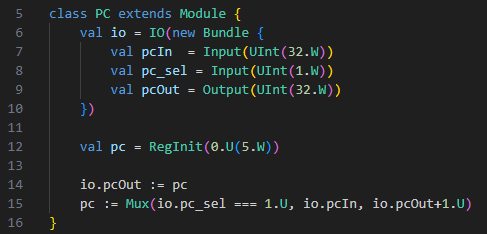 5 class PC extends Module {
6     val io = IO(new Bundle {
7         val pcIn  = Input(UInt(32.W))
8         val pc_sel = Input(UInt(1.W))
9         val pcOut = Output(UInt(32.W))
10     })
11
12     val pc = RegInit(0.U(5.W))
13
14     io.pcOut := pc
15     pc := Mux(io.pc_sel === 1.U, io.pcIn, io.pcOut+1.U)
16 }